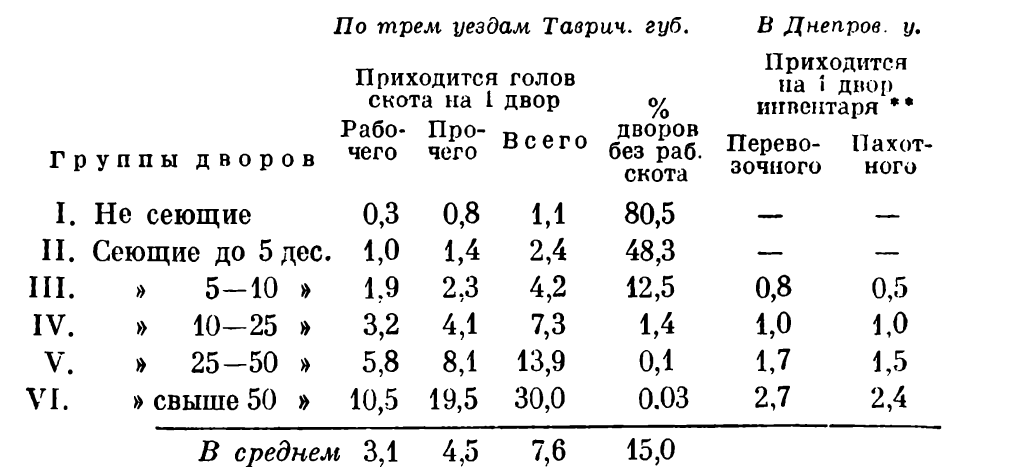 По трем уездам Таврич. губ. В Днепров. у.
Приходится голов скота на 1 двор % дворов без раб. скота Приходится на 1 двор инвентаря **
Группы дворов Рабочего Прочего Всего Перевозочного Пахотного
I. Не сеющие 0,3 0,8 1,1 80,5 — —
II. Сеющие до 5 дес. 1,0 1,4 2,4 48,3 — —
III. » 5—10 » 1,9 2,3 4,2 12,5 0,8 0,5
IV. » 10—25 » 3,2 4,1 7,3 1,4 1,0 1,0
V. » 25—50 » 5,8 8,1 13,9 0,1 1,7 1,5
VI. » свыше 50 » 10,5 19,5 30,0 0.03 2,7 2,4
В среднем 3,1 4,5 7,6 15,0